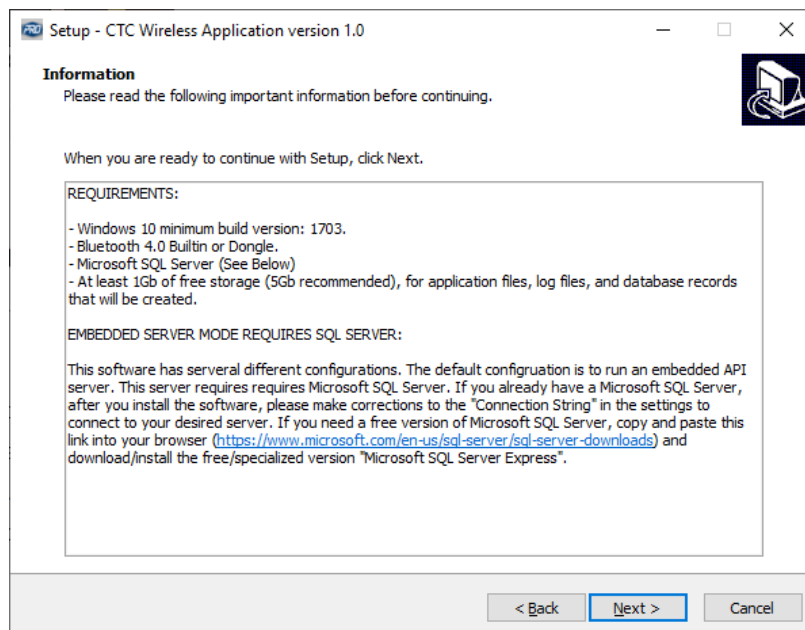 PRO
Setup - CTC Wireless Application version 1.0
Information
Please read the following important information before continuing.
When you are ready to continue with Setup, click Next.
REQUIREMENTS:
- Windows 10 minimum build version: 1703.
- Bluetooth 4.0 Builtin or Dongle.
- Microsoft SQL Server (See Below)
- At least 1Gb of free storage (5Gb recommended), for application files, log files, and database records
that will be created.
EMBEDDED SERVER MODE REQUIRES SQL SERVER:
This software has serveral different configurations. The default configruation is to run an embedded API
server. This server requires requires Microsoft SQL Server. If you already have a Microsoft SQL Server,
after you install the software, please make corrections to the "Connection String" in the settings to
connect to your desired server. If you need a free version of Microsoft SQL Server, copy and paste this
link into your browser (https://www.microsoft.com/en-us/sql-server/sql-server-downloads) and
download/install the free/specialized version "Microsoft SQL Server Express".
< Back
Next >
Cancel